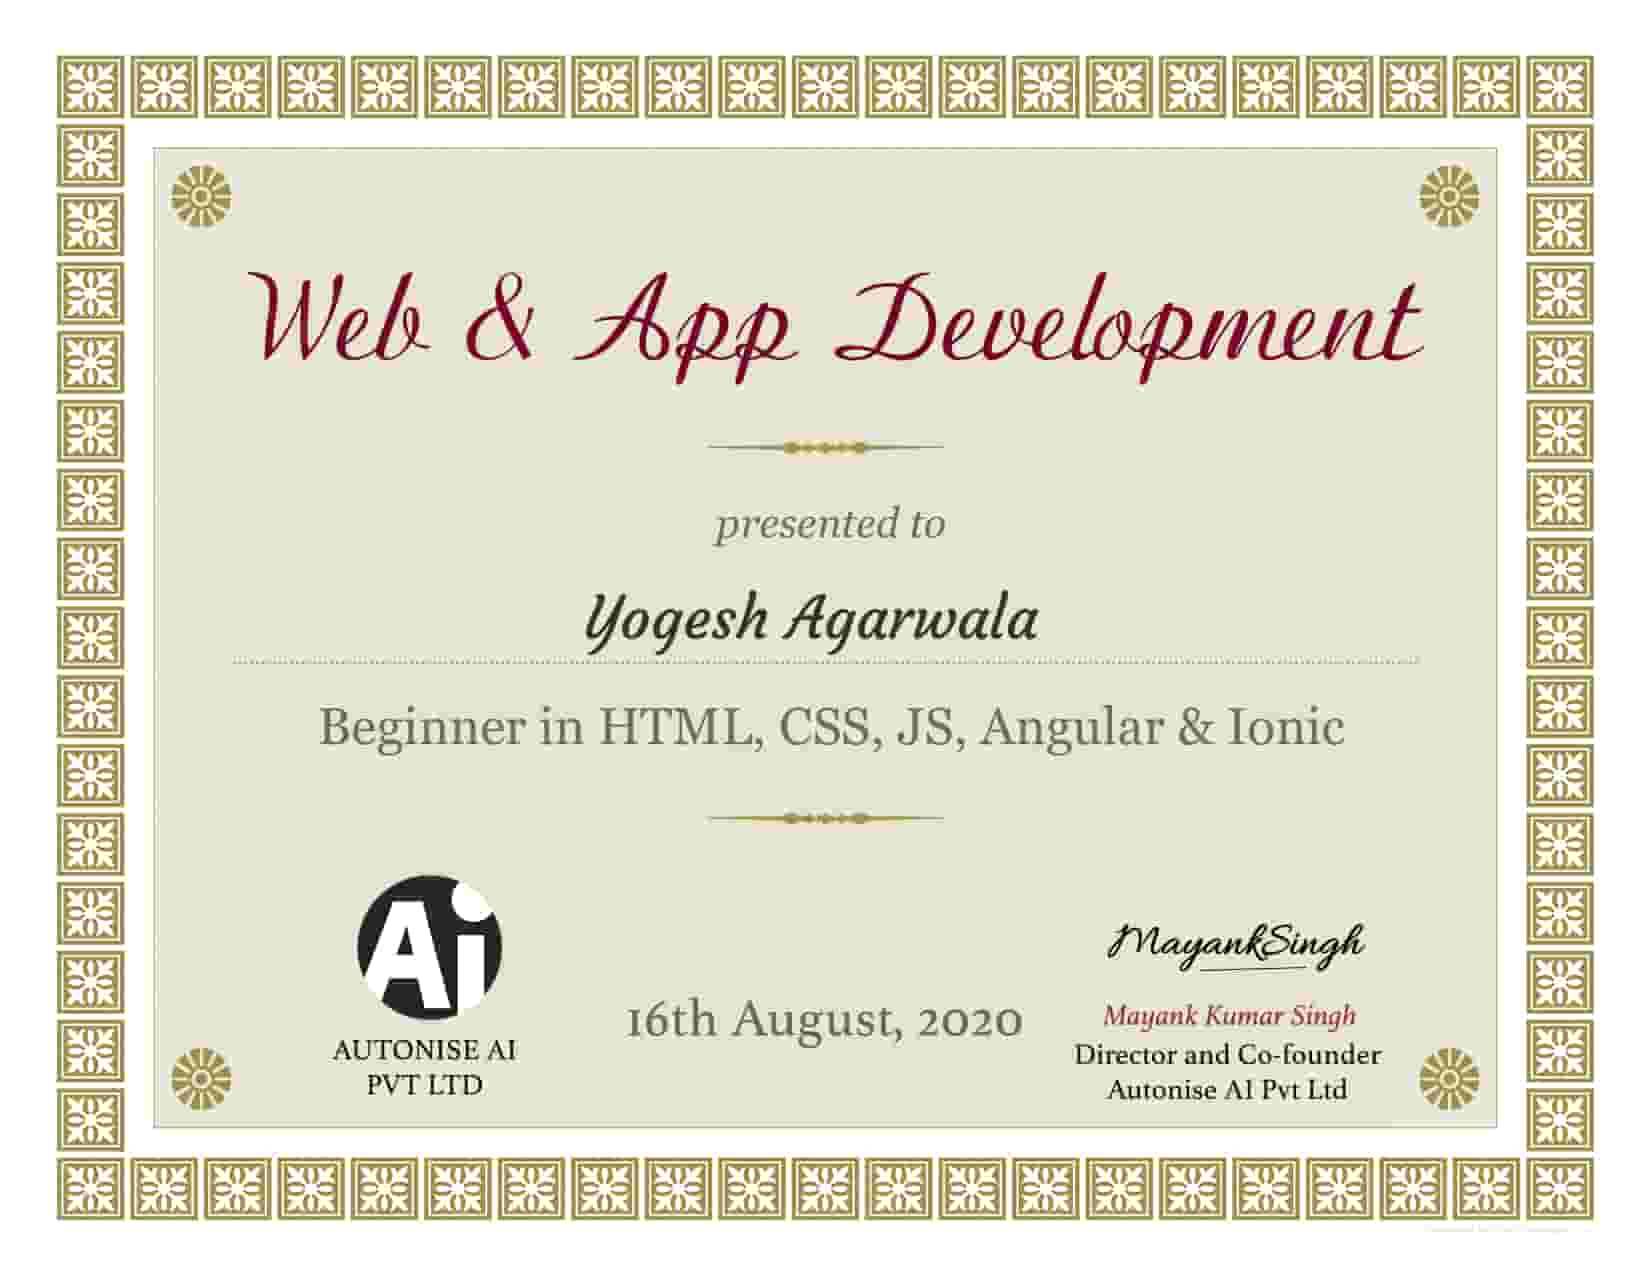 Web & App Development
presented to
Yogesh Agarwala
Beginner in HTML, CSS, JS, Angular & Ionic
Ai
AUTONISE AI
PVT LTD
16th August, 2020
MayankSingh
Mayank Kumar Singh
Director and Co-founder
Autonise AI Pvt Ltd